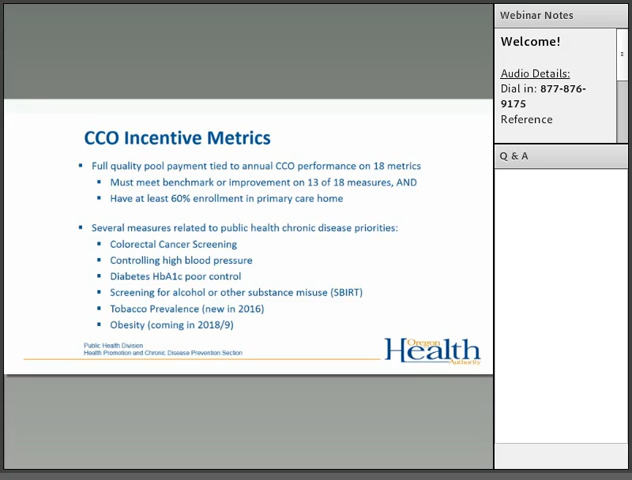 CCO Incentive Metrics
▪ Full quality pool payment tied to annual CCO performance on 18 metrics
▪ Must meet benchmark or improvement on 13 of 18 measures, AND
▪ Have at least 60% enrollment in primary care home
▪ Several measures related to public health chronic disease priorities:
▪ Colorectal Cancer Screening
▪ Controlling high blood pressure
▪ Diabetes HbA1c poor control
▪ Screening for alcohol or other substance misuse (SBIRT)
▪ Tobacco Prevalence (new in 2016)
▪ Obesity (coming in 2018/9)
Public Health Division
Health Promotion and Chronic Disease Prevention Section
Oregon
Health
Authority
Webinar Notes
Welcome!
Audio Details:
Dial in: 877-876-
9175
Reference
Q & A